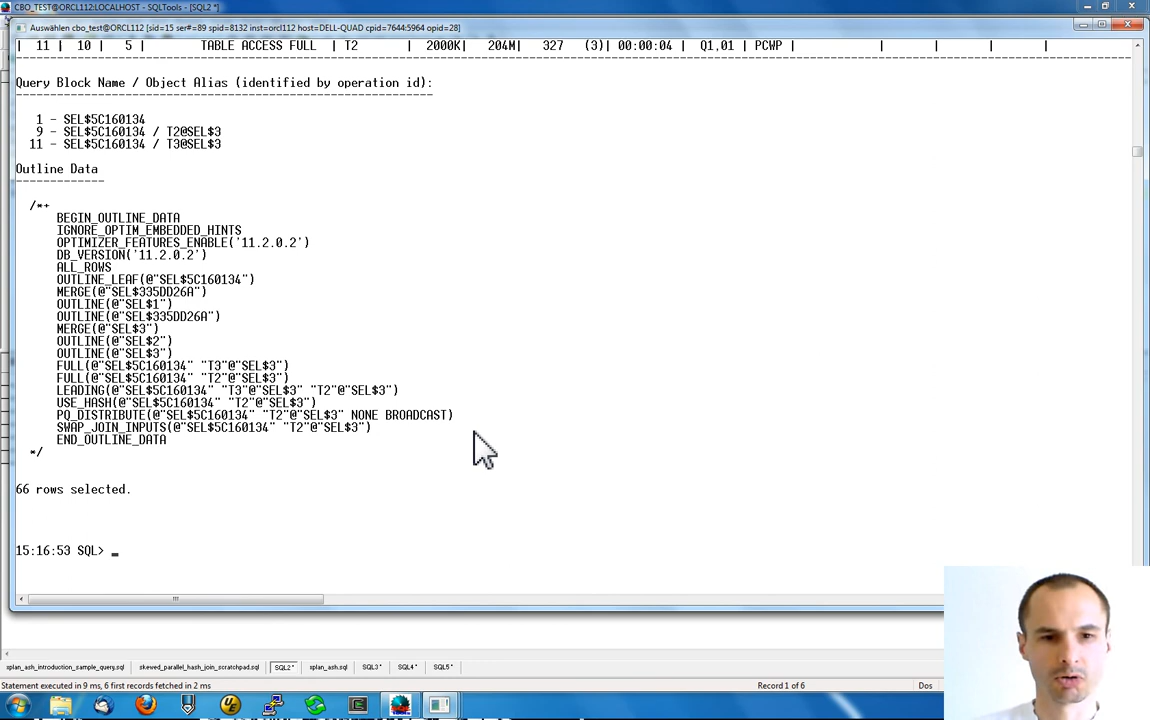 CBO_TEST@ORCL112:LOCALHOST - SQLTools - [SQL2 *]
Auswählen cbo_test@ORCL112 [sid=15 ser#=89 spid=8132 inst=orcl112 host=DELL-QUAD cpid=7644:5964 opid=28]
| 11 | 10 | 5 | TABLE ACCESS FULL | T2 | 2000K| 204M| 327 (3)| 00:00:04 | Q1,01 | PCWP | | | |
Query Block Name / Object Alias (identified by operation id):
-------------------------------------------------------------
1 - SEL$5C160134
9 - SEL$5C160134 / T2@SEL$3
11 - SEL$5C160134 / T3@SEL$3
Outline Data
-------------
/*+
BEGIN_OUTLINE_DATA
IGNORE_OPTIM_EMBEDDED_HINTS
OPTIMIZER_FEATURES_ENABLE('11.2.0.2')
DB_VERSION('11.2.0.2')
ALL_ROWS
OUTLINE_LEAF(@"SEL$5C160134")
MERGE(@"SEL$335DD26A")
OUTLINE(@"SEL$1")
OUTLINE(@"SEL$335DD26A")
MERGE(@"SEL$3")
OUTLINE(@"SEL$2")
OUTLINE(@"SEL$3")
FULL(@"SEL$5C160134" "T3"@"SEL$3")
FULL(@"SEL$5C160134" "T2"@"SEL$3")
LEADING(@"SEL$5C160134" "T3"@"SEL$3" "T2"@"SEL$3")
USE_HASH(@"SEL$5C160134" "T2"@"SEL$3")
PQ_DISTRIBUTE(@"SEL$5C160134" "T2"@"SEL$3" NONE BROADCAST)
SWAP_JOIN_INPUTS(@"SEL$5C160134" "T2"@"SEL$3")
END_OUTLINE_DATA
*/
66 rows selected.
15:16:53 SQL> _
xplan_ash_introduction_sample_query.sql skewed_parallel_hash_join_scratchpad.sql SQL2* xplan_ash.sql SQL3* SQL4* SQL5*
Statement executed in 9 ms, 6 first records fetched in 2 ms Record 1 of 6 Dos